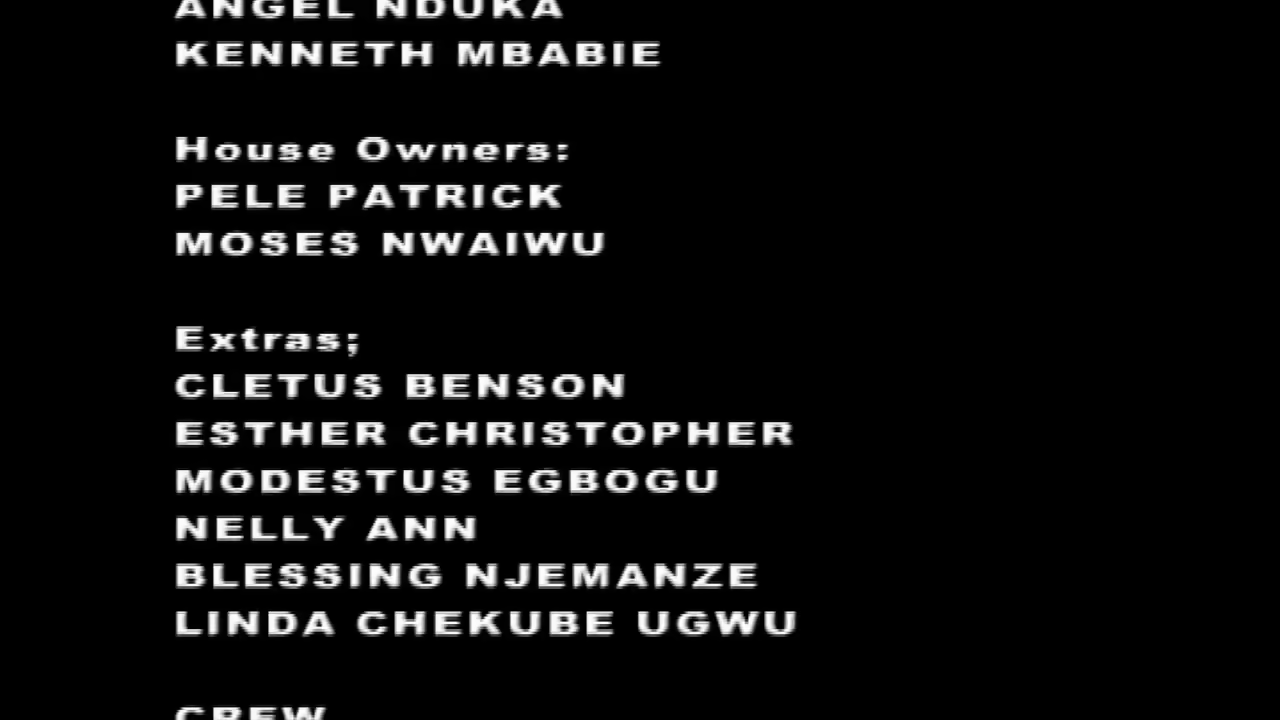 ANGEL NDUKA
KENNETH MBABIE
House Owners:
PELE PATRICK
MOSES NWAIWU
Extras;
CLETUS BENSON
ESTHER CHRISTOPHER
MODESTUS EGBOGU
NELLY ANN
BLESSING NJEMANZE
LINDA CHEKUBE UGWU
CREW